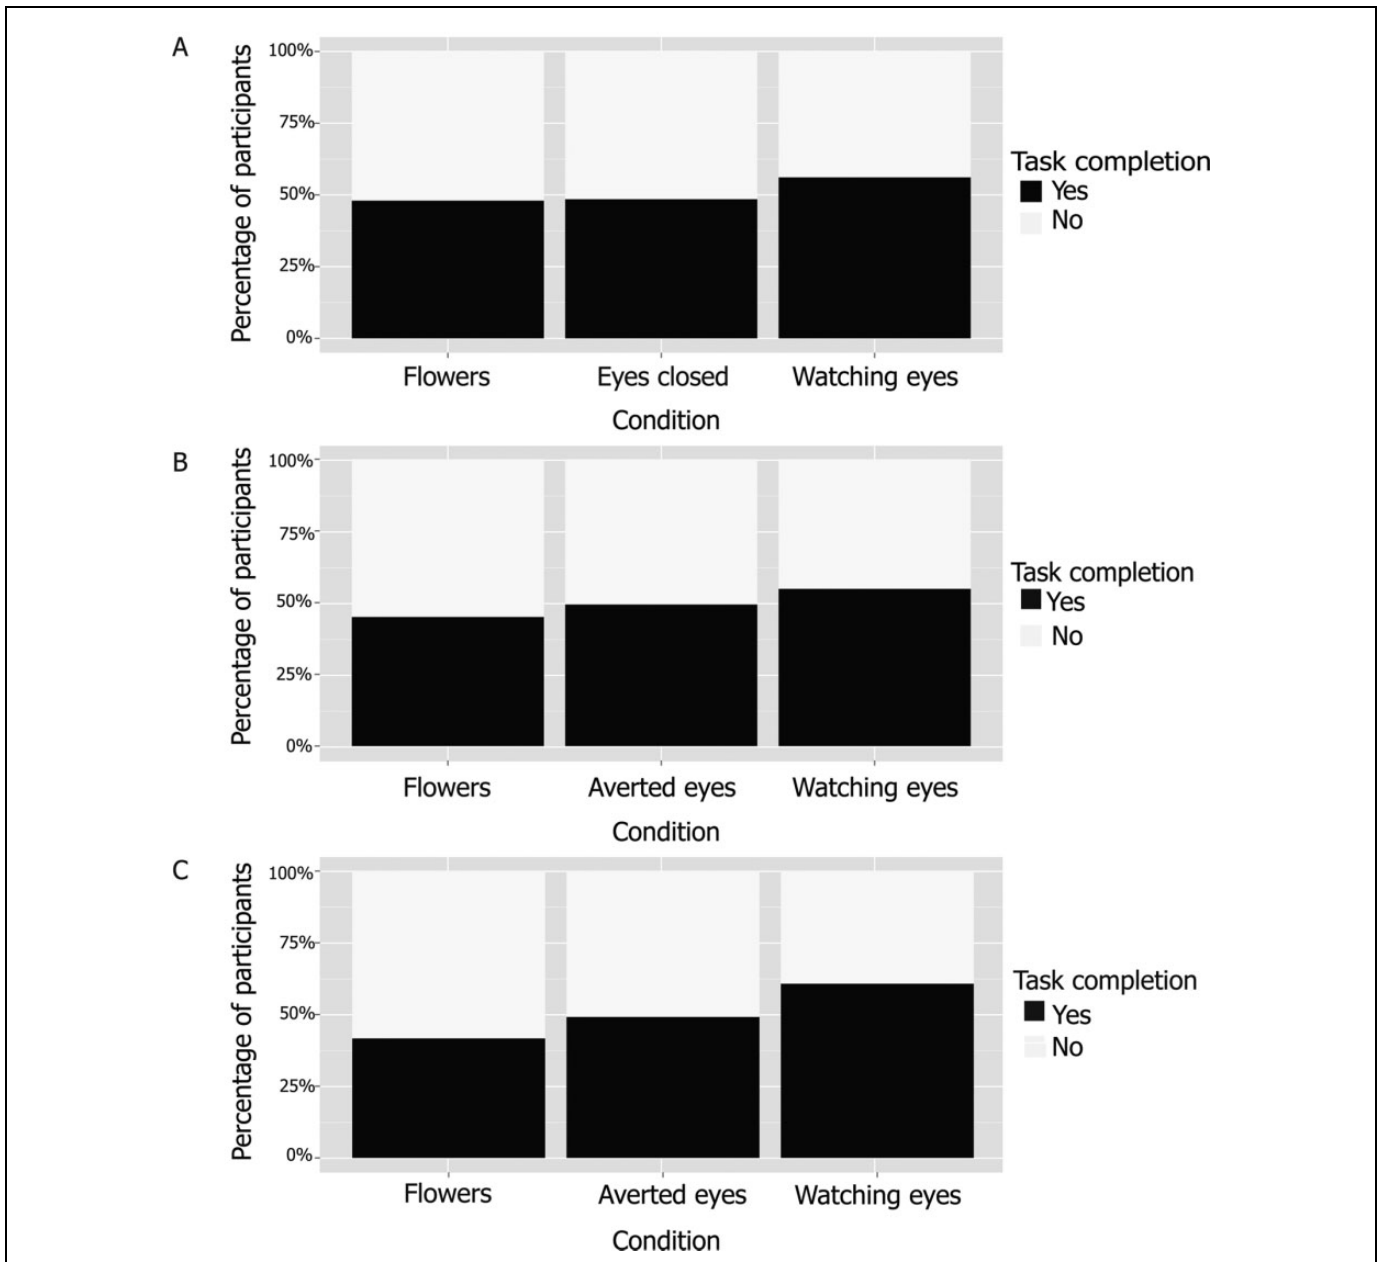 A
Percentage of participants
100%
75%
50%
25%
0%
Flowers Eyes closed Watching eyes
Condition
Task completion
Yes
No
B
Percentage of participants
100%
75%
50%
25%
0%
Flowers Averted eyes Watching eyes
Condition
Task completion
Yes
No
C
Percentage of participants
100%
75%
50%
25%
0%
Flowers Averted eyes Watching eyes
Condition
Task completion
Yes
No